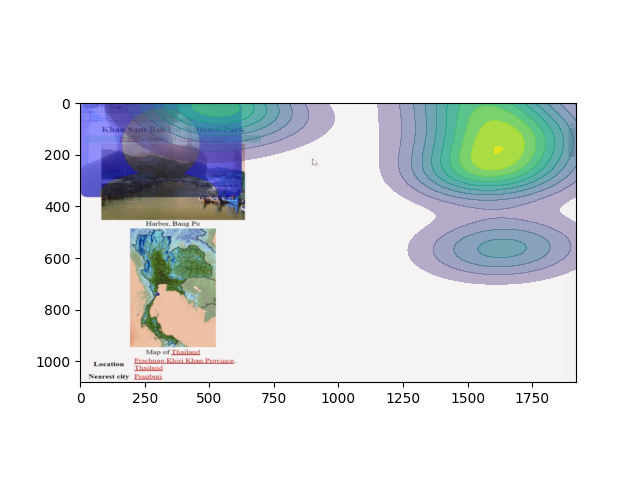 Khao Sam Roi Yot National Park
Harbor, Bang Pu
Map of Thailand
Location
Prachuap Khiri Khan Province,
Thailand
Nearest city
Pranburi
0
200
400
600
800
1000
0
250
500
750
1000
1250
1500
1750